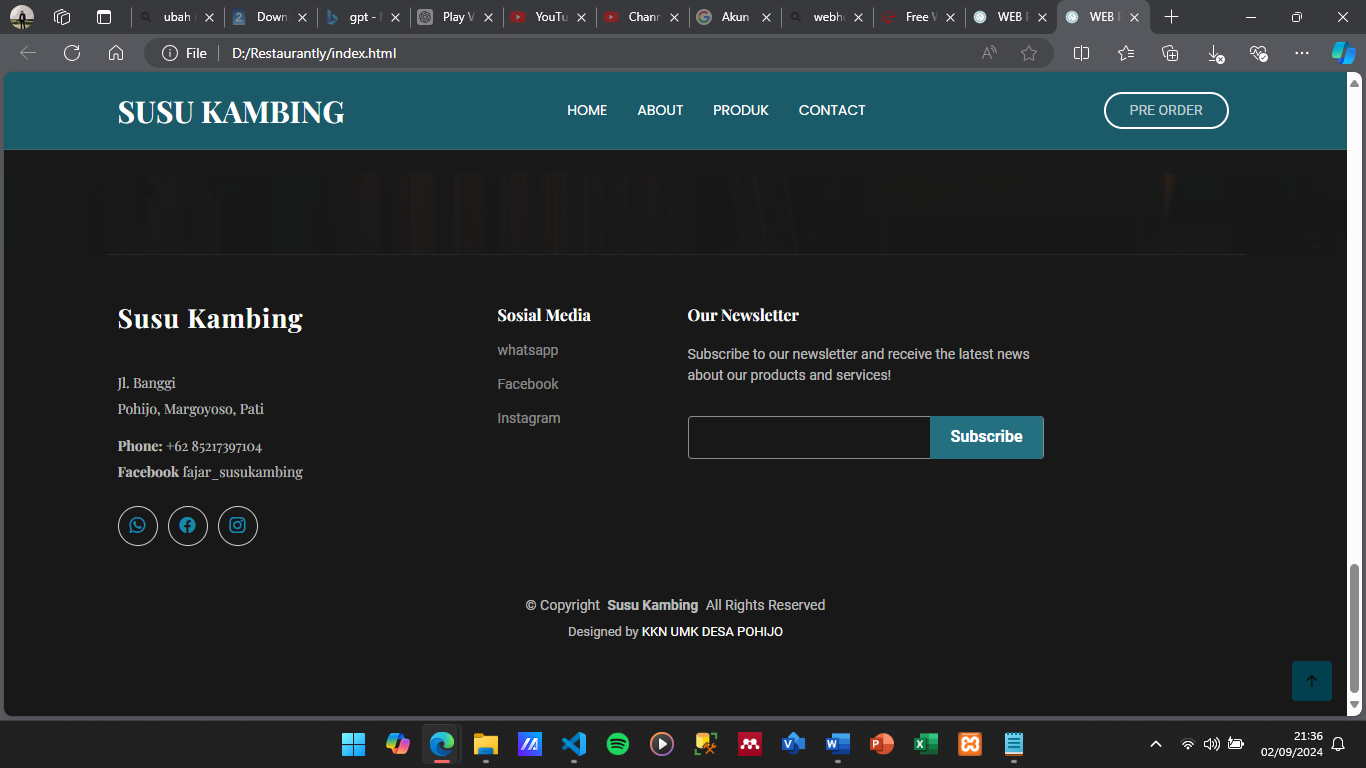 ubah
Down
gpt -
Play V
YouTu
Chann
Akun
webh
Free
WEB
WEB
File
D:/Restaurantly/index.html
SUSU KAMBING
HOME
ABOUT
PRODUK
CONTACT
PRE ORDER
Susu Kambing
Jl. Banggi
Pohijo, Margoyoso, Pati
Phone: +62 85217397104
Facebook fajar_susukambing
Sosial Media
whatsapp
Facebook
Instagram
Our Newsletter
Subscribe to our newsletter and receive the latest news
about our products and services!
Subscribe
© Copyright Susu Kambing All Rights Reserved
Designed by KKN UMK DESA POHIJO
21:36
02/09/2024